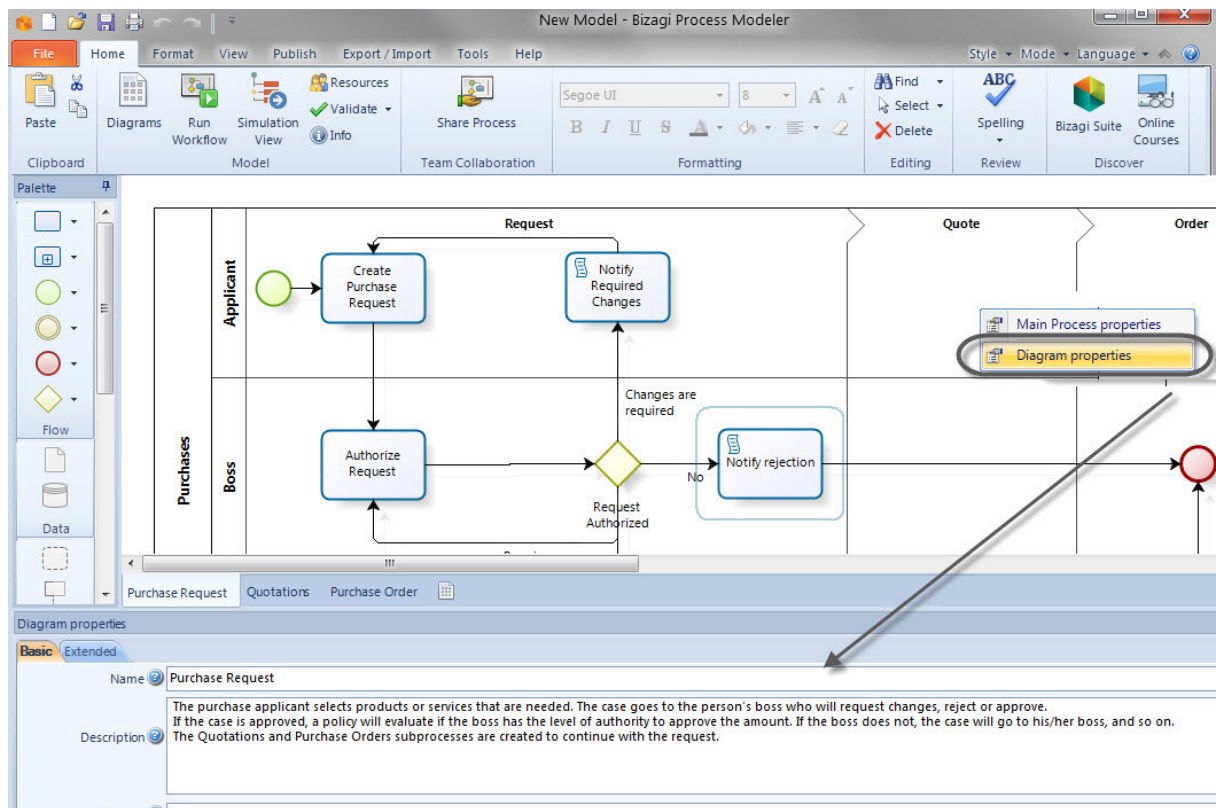 New Model - Bizagi Process Modeler
File Home Format View Publish Export / Import Tools Help Style Mode Language
Paste
Clipboard
Diagrams
Run
Workflow
Simulation
View
Resources
Validate
Info
Model
Share Process
Team Collaboration
Segoe UI 8 A A
B I U S A
Formatting
Find
Select
Delete
Editing
ABC
Spelling
Review
Bizagi Suite
Online
Courses
Discover
Palette
Flow
Data
Request Quote Order
Purchases
Applicant
Create
Purchase
Request
Notify
Required
Changes
Main Process properties
Diagram properties
Boss
Authorize
Request
Changes are
required
Request
Authorized
No
Notify rejection
Purchase Request Quotations Purchase Order
Diagram properties
Basic Extended
Name Purchase Request
Description
The purchase applicant selects products or services that are needed. The case goes to the person's boss who will request changes, reject or approve.
If the case is approved, a policy will evaluate if the boss has the level of authority to approve the amount. If the boss does not, the case will go to his/her boss, and so on.
The Quotations and Purchase Orders subprocesses are created to continue with the request.